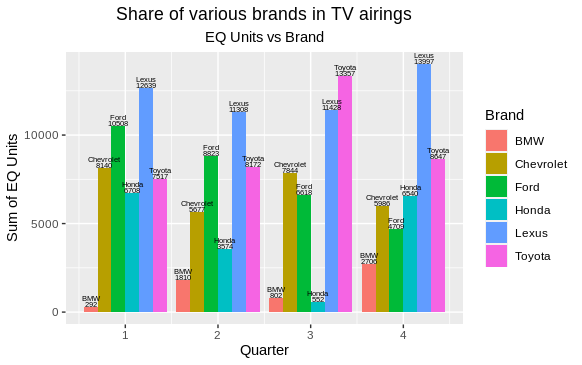 Share of various brands in TV airings
EQ Units vs Brand
Sum of EQ Units
10000
5000
0
BMW
292
Chevrolet
8140
Ford
10508
Honda
6708
Lexus
12639
Toyota
7517
BMW
1810
Chevrolet
5677
Ford
8823
Honda
3574
Lexus
11308
Toyota
8172
BMW
802
Chevrolet
7844
Ford
6618
Honda
552
Lexus
11428
Toyota
13357
BMW
2706
Chevrolet
5986
Ford
4709
Honda
6540
Lexus
13997
Toyota
8647
1
2
3
4
Quarter
Brand
BMW
Chevrolet
Ford
Honda
Lexus
Toyota